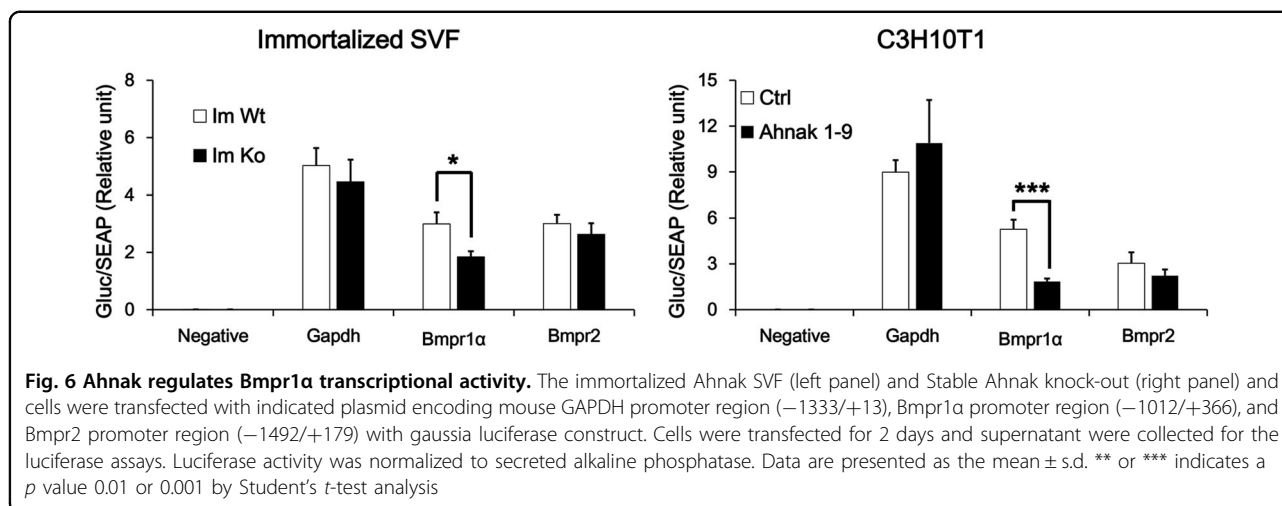 Immortalized SVF
8
6
4
2
0
Gluc/SEAP (Relative unit)
Im Wt
Im Ko
*
Negative
Gapdh
Bmpr1α
Bmpr2
C3H10T1
15
12
9
6
3
0
Gluc/SEAP (Relative unit)
Ctrl
Ahnak 1-9
***
Negative
Gapdh
Bmpr1α
Bmpr2
Fig. 6 Ahnak regulates Bmpr1α transcriptional activity. The immortalized Ahnak SVF (left panel) and Stable Ahnak knock-out (right panel) and
cells were transfected with indicated plasmid encoding mouse GAPDH promoter region (−1333/+13), Bmpr1α promoter region (−1012/+366), and
Bmpr2 promoter region (−1492/+179) with gaussia luciferase construct. Cells were transfected for 2 days and supernatant were collected for the
luciferase assays. Luciferase activity was normalized to secreted alkaline phosphatase. Data are presented as the mean ± s.d. ** or *** indicates a
p value 0.01 or 0.001 by Student’s t-test analysis